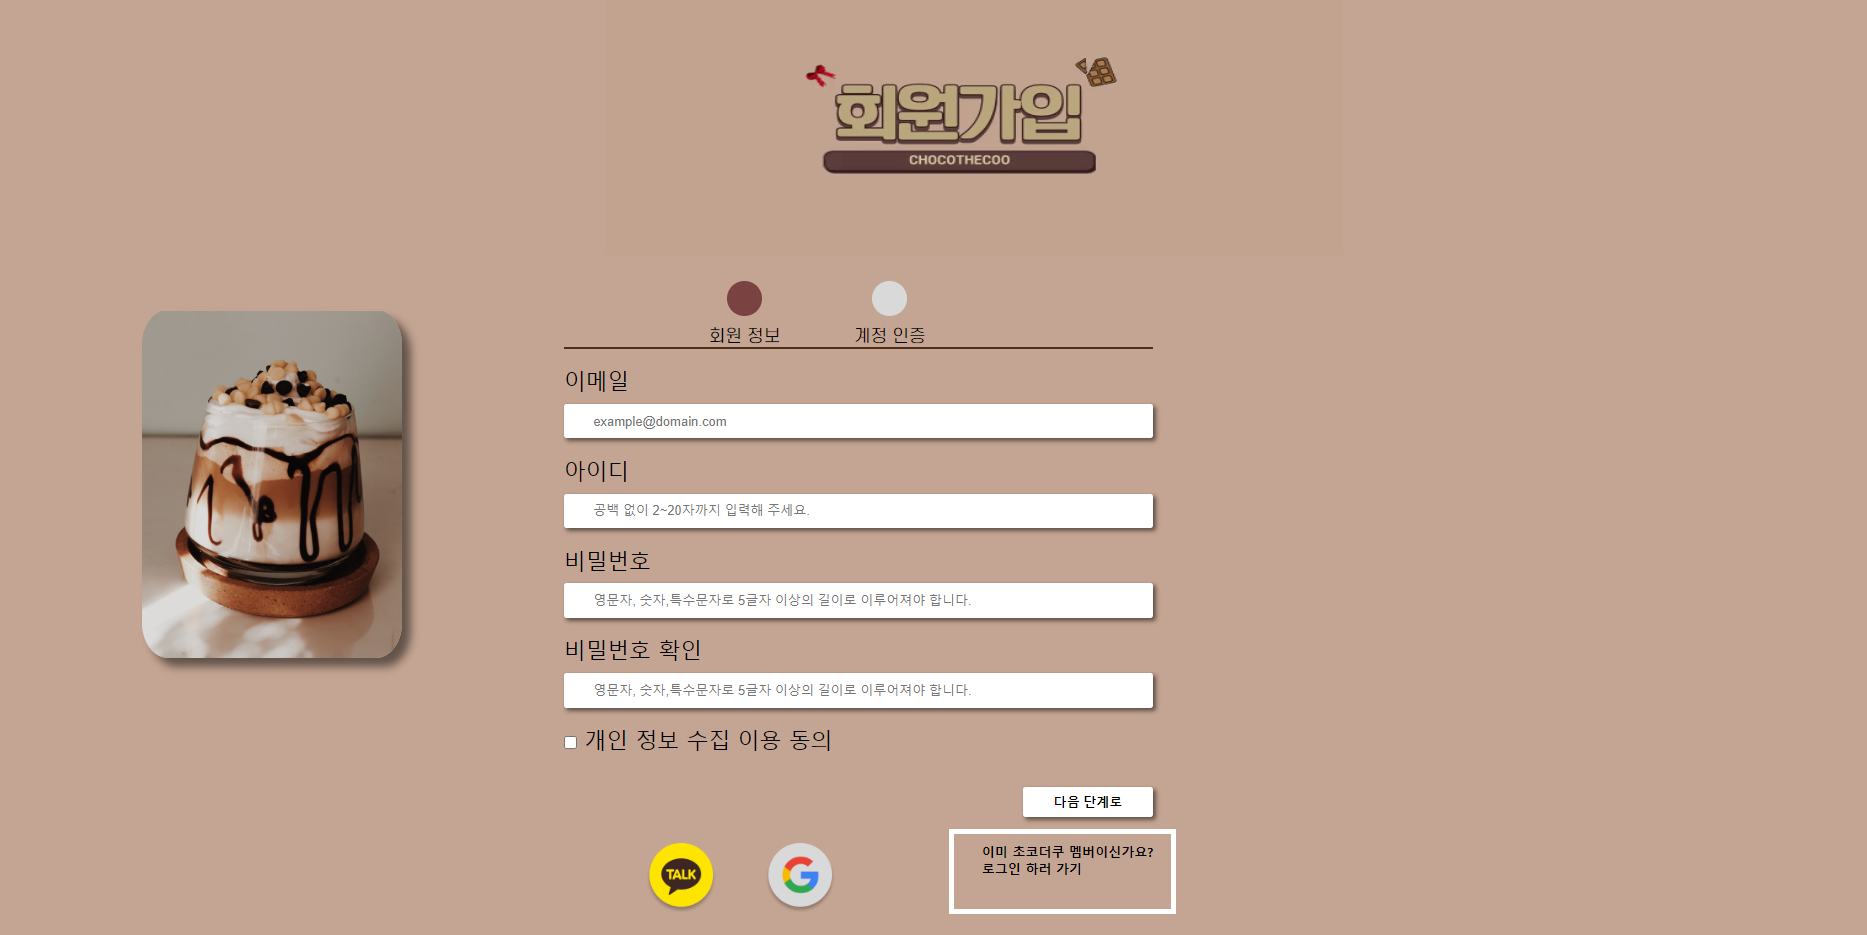 회원가입
CHOCOTHECOO
회원 정보
계정 인증
이메일
example@domain.com
아이디
공백 없이 2~20자까지 입력해 주세요.
비밀번호
영문자, 숫자,특수문자로 5글자 이상의 길이로 이루어져야 합니다.
비밀번호 확인
영문자, 숫자,특수문자로 5글자 이상의 길이로 이루어져야 합니다.
개인 정보 수집 이용 동의
다음 단계로
TALK
G
이미 초코더쿠 멤버이신가요?
로그인 하러 가기